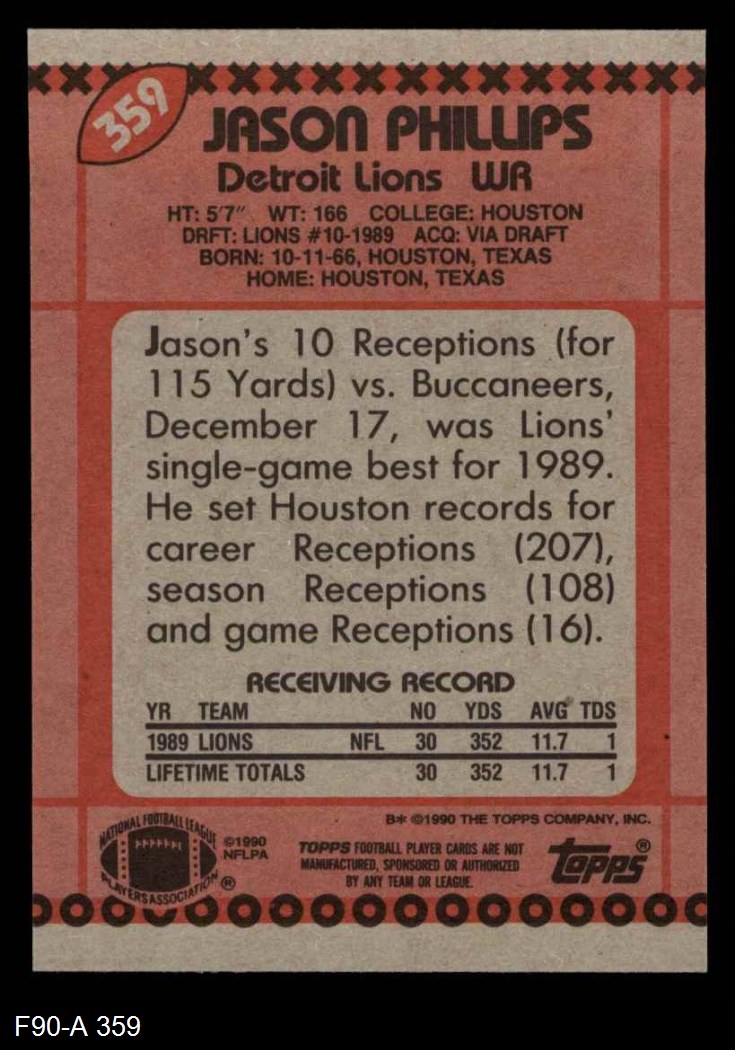 359
JASON PHILLIPS
Detroit Lions WR
HT: 5'7" WT: 166 COLLEGE: HOUSTON
DRFT: LIONS #10-1989 ACQ: VIA DRAFT
BORN: 10-11-66, HOUSTON, TEXAS
HOME: HOUSTON, TEXAS
Jason's 10 Receptions (for
115 Yards) vs. Buccaneers,
December 17, was Lions'
single-game best for 1989.
He set Houston records for
career Receptions (207),
season Receptions (108)
and game Receptions (16).
RECEIVING RECORD
YR TEAM NO YDS AVG TDS
1989 LIONS NFL 30 352 11.7 1
LIFETIME TOTALS 30 352 11.7 1
B* ©1990 THE TOPPS COMPANY, INC.
NATIONAL FOOTBALL LEAGUE
PLAYERS ASSOCIATION ®
©1990
NFLPA
TOPPS FOOTBALL PLAYER CARDS ARE NOT
MANUFACTURED, SPONSORED OR AUTHORIZED
BY ANY TEAM OR LEAGUE.
topps®
F90-A 359